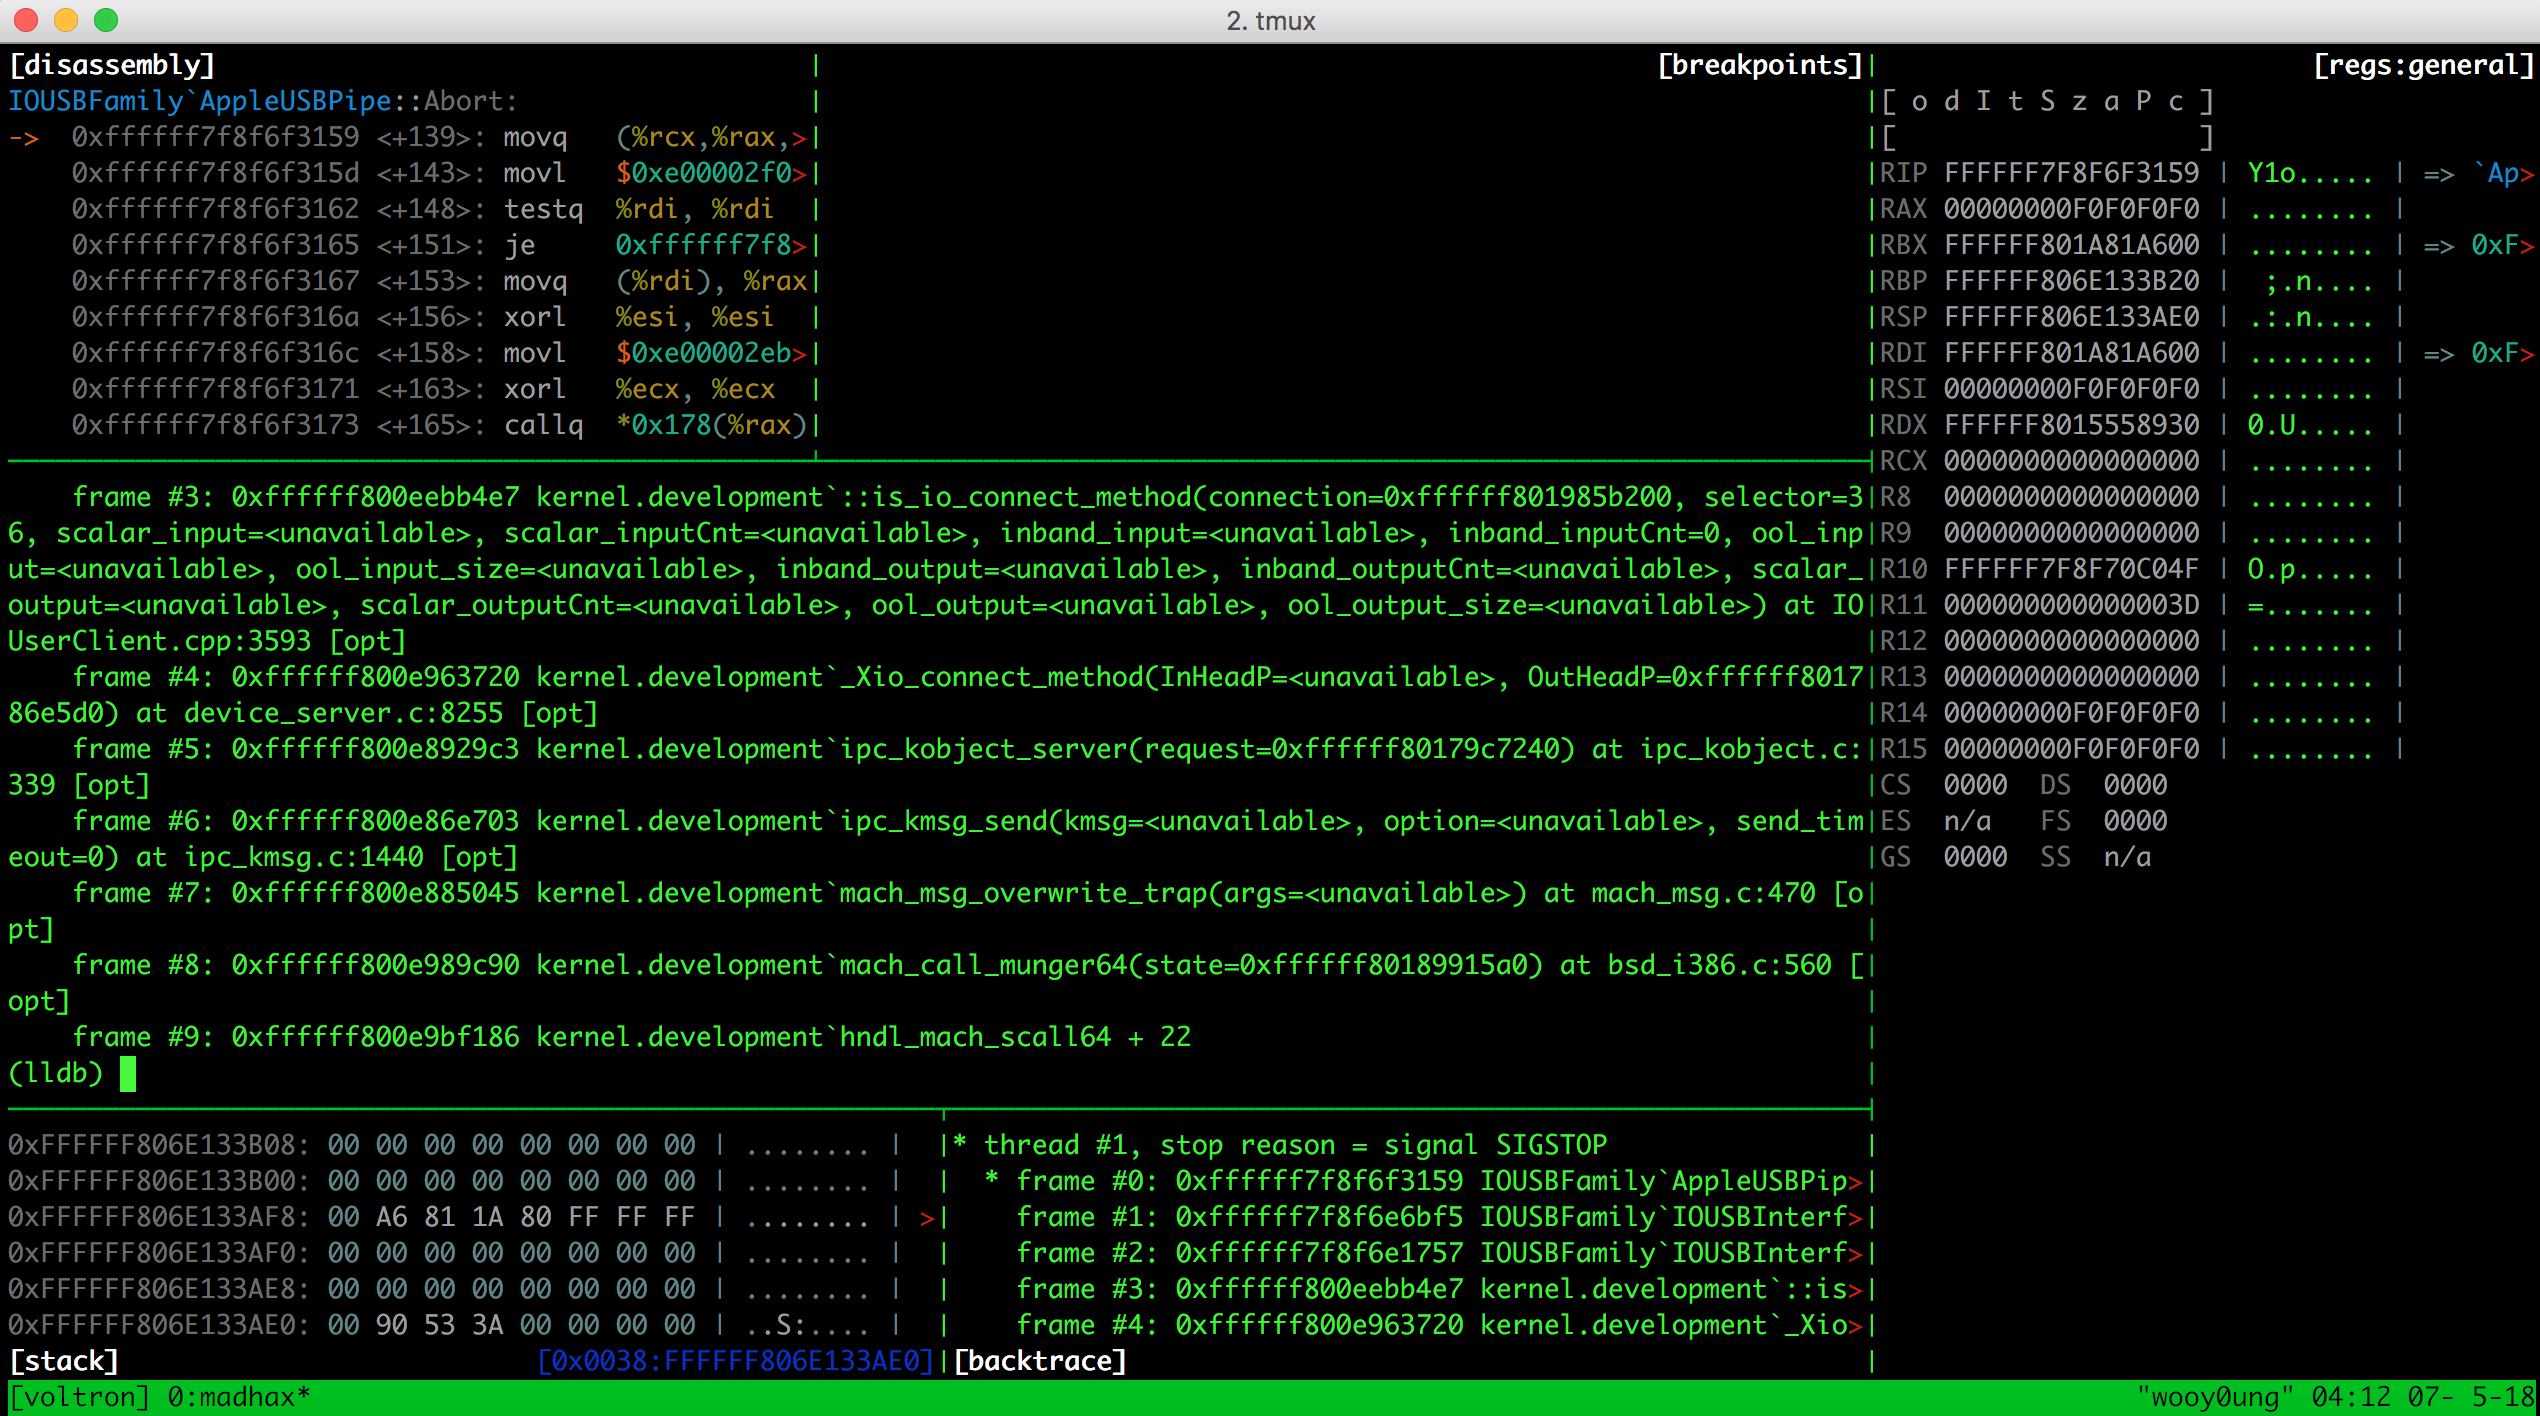 2. tmux
[disassembly]
IOUSBFamily`AppleUSBPipe::Abort:
->  0xffffff7f8f6f3159 <+139>: movq   (%rcx,%rax,>
    0xffffff7f8f6f315d <+143>: movl   $0xe00002f0>
    0xffffff7f8f6f3162 <+148>: testq  %rdi, %rdi
    0xffffff7f8f6f3165 <+151>: je     0xffffff7f8>
    0xffffff7f8f6f3167 <+153>: movq   (%rdi), %rax
    0xffffff7f8f6f316a <+156>: xorl   %esi, %esi
    0xffffff7f8f6f316c <+158>: movl   $0xe00002eb>
    0xffffff7f8f6f3171 <+163>: xorl   %ecx, %ecx
    0xffffff7f8f6f3173 <+165>: callq  *0x178(%rax)
[breakpoints]
    frame #3: 0xffffff800eebb4e7 kernel.development`::is_io_connect_method(connection=0xffffff801985b200, selector=3
6, scalar_input=<unavailable>, scalar_inputCnt=<unavailable>, inband_input=<unavailable>, inband_inputCnt=0, ool_inp
ut=<unavailable>, ool_input_size=<unavailable>, inband_output=<unavailable>, inband_outputCnt=<unavailable>, scalar_
output=<unavailable>, scalar_outputCnt=<unavailable>, ool_output=<unavailable>, ool_output_size=<unavailable>) at IO
UserClient.cpp:3593 [opt]
    frame #4: 0xffffff800e963720 kernel.development`_Xio_connect_method(InHeadP=<unavailable>, OutHeadP=0xffffff8017
86e5d0) at device_server.c:8255 [opt]
    frame #5: 0xffffff800e8929c3 kernel.development`ipc_kobject_server(request=0xffffff80179c7240) at ipc_kobject.c:
339 [opt]
    frame #6: 0xffffff800e86e703 kernel.development`ipc_kmsg_send(kmsg=<unavailable>, option=<unavailable>, send_tim
eout=0) at ipc_kmsg.c:1440 [opt]
    frame #7: 0xffffff800e885045 kernel.development`mach_msg_overwrite_trap(args=<unavailable>) at mach_msg.c:470 [o
pt]
    frame #8: 0xffffff800e989c90 kernel.development`mach_call_munger64(state=0xffffff80189915a0) at bsd_i386.c:560 [
opt]
    frame #9: 0xffffff800e9bf186 kernel.development`hndl_mach_scall64 + 22
(lldb)
[regs:general]
[ o d I t S z a P c ]
[                   ]
RIP FFFFFF7F8F6F3159 | Y1o..... | => `Ap>
RAX 00000000F0F0F0F0 | ........ |
RBX FFFFFF801A81A600 | ........ | => 0xF>
RBP FFFFFF806E133B20 |  ;.n.... |
RSP FFFFFF806E133AE0 | .:.n.... |
RDI FFFFFF801A81A600 | ........ | => 0xF>
RSI 00000000F0F0F0F0 | ........ |
RDX FFFFFF8015558930 | 0.U..... |
RCX 0000000000000000 | ........ |
R8  0000000000000000 | ........ |
R9  0000000000000000 | ........ |
R10 FFFFFF7F8F70C04F | O.p..... |
R11 000000000000003D | =....... |
R12 0000000000000000 | ........ |
R13 0000000000000000 | ........ |
R14 00000000F0F0F0F0 | ........ |
R15 00000000F0F0F0F0 | ........ |
CS  0000  DS  0000
ES  n/a   FS  0000
GS  0000  SS  n/a
0xFFFFFF806E133B08: 00 00 00 00 00 00 00 00 | ........ |
0xFFFFFF806E133B00: 00 00 00 00 00 00 00 00 | ........ |
0xFFFFFF806E133AF8: 00 A6 81 1A 80 FF FF FF | ........ | >
0xFFFFFF806E133AF0: 00 00 00 00 00 00 00 00 | ........ |
0xFFFFFF806E133AE8: 00 00 00 00 00 00 00 00 | ........ |
0xFFFFFF806E133AE0: 00 90 53 3A 00 00 00 00 | ..S:.... |
[stack] [0x0038:FFFFFF806E133AE0]
* thread #1, stop reason = signal SIGSTOP
  * frame #0: 0xffffff7f8f6f3159 IOUSBFamily`AppleUSBPip>
    frame #1: 0xffffff7f8f6e6bf5 IOUSBFamily`IOUSBInterf>
    frame #2: 0xffffff7f8f6e1757 IOUSBFamily`IOUSBInterf>
    frame #3: 0xffffff800eebb4e7 kernel.development`::is>
    frame #4: 0xffffff800e963720 kernel.development`_Xio>
[backtrace]
[voltron] 0:madhax* "wooy0ung" 04:12 07- 5-18